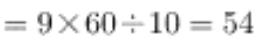 = 9×60÷10 = 54